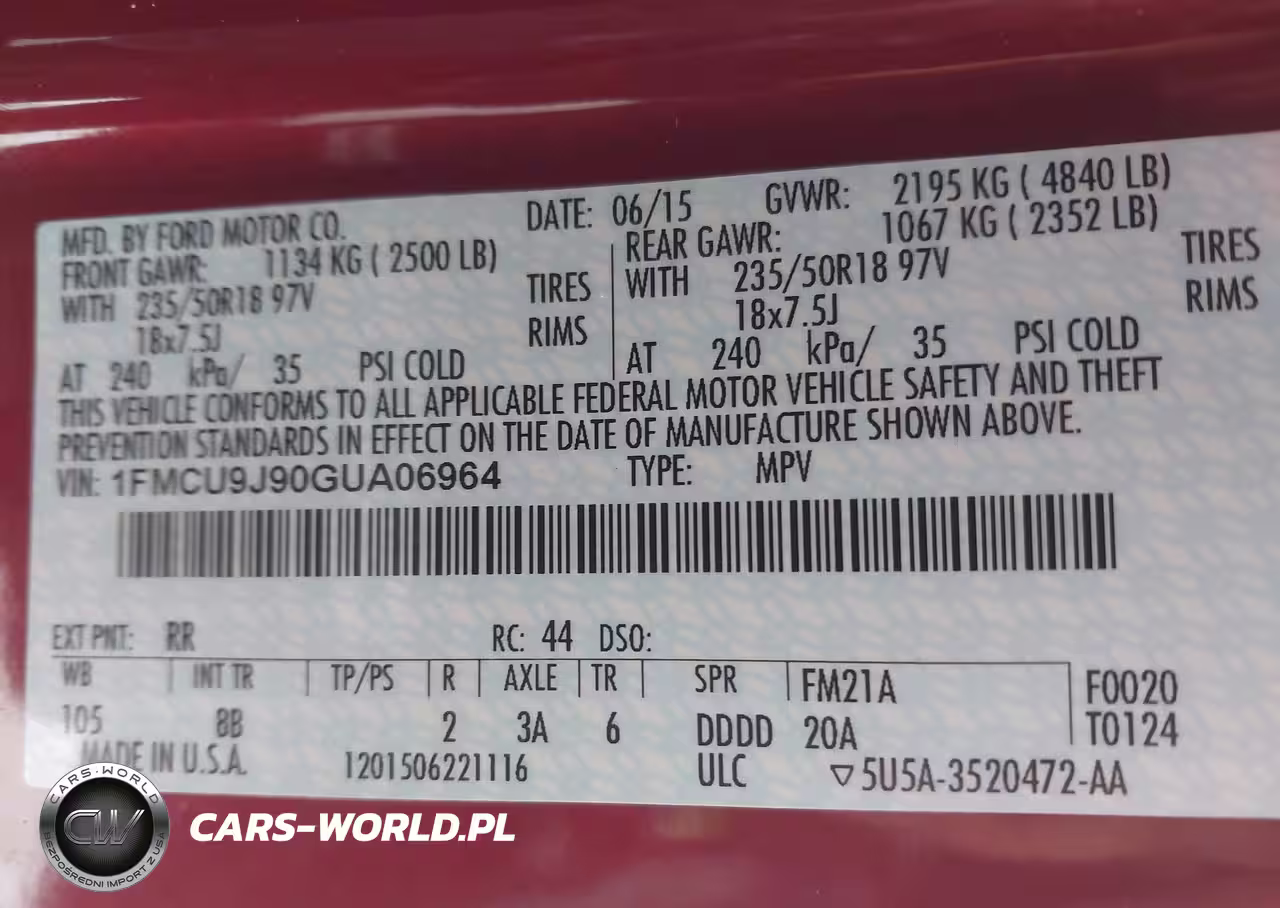 MFD. BY FORD MOTOR CO. DATE: 06/15 GVWR: 2195 KG ( 4840 LB)
FRONT GAWR: 1134 KG ( 2500 LB) REAR GAWR: 1067 KG ( 2352 LB)
WITH 235/50R18 97V TIRES WITH 235/50R18 97V TIRES
18x7.5J RIMS 18x7.5J RIMS
AT 240 kPa/ 35 PSI COLD AT 240 kPa/ 35 PSI COLD
THIS VEHICLE CONFORMS TO ALL APPLICABLE FEDERAL MOTOR VEHICLE SAFETY AND THEFT
PREVENTION STANDARDS IN EFFECT ON THE DATE OF MANUFACTURE SHOWN ABOVE.
VIN: 1FMCU9J90GUA06964 TYPE: MPV
EXT PNT: RR RC: 44 DSO:
WB INT TR TP/PS R AXLE TR SPR FM21A F0020
105 8B 2 3A 6 DDDD 20A T0124
MADE IN U.S.A. 1201506221116 ULC ▽5U5A-3520472-AA
CARS-WORLD
CW
BEZPOŚREDNI IMPORT Z USA
CARS-WORLD.PL